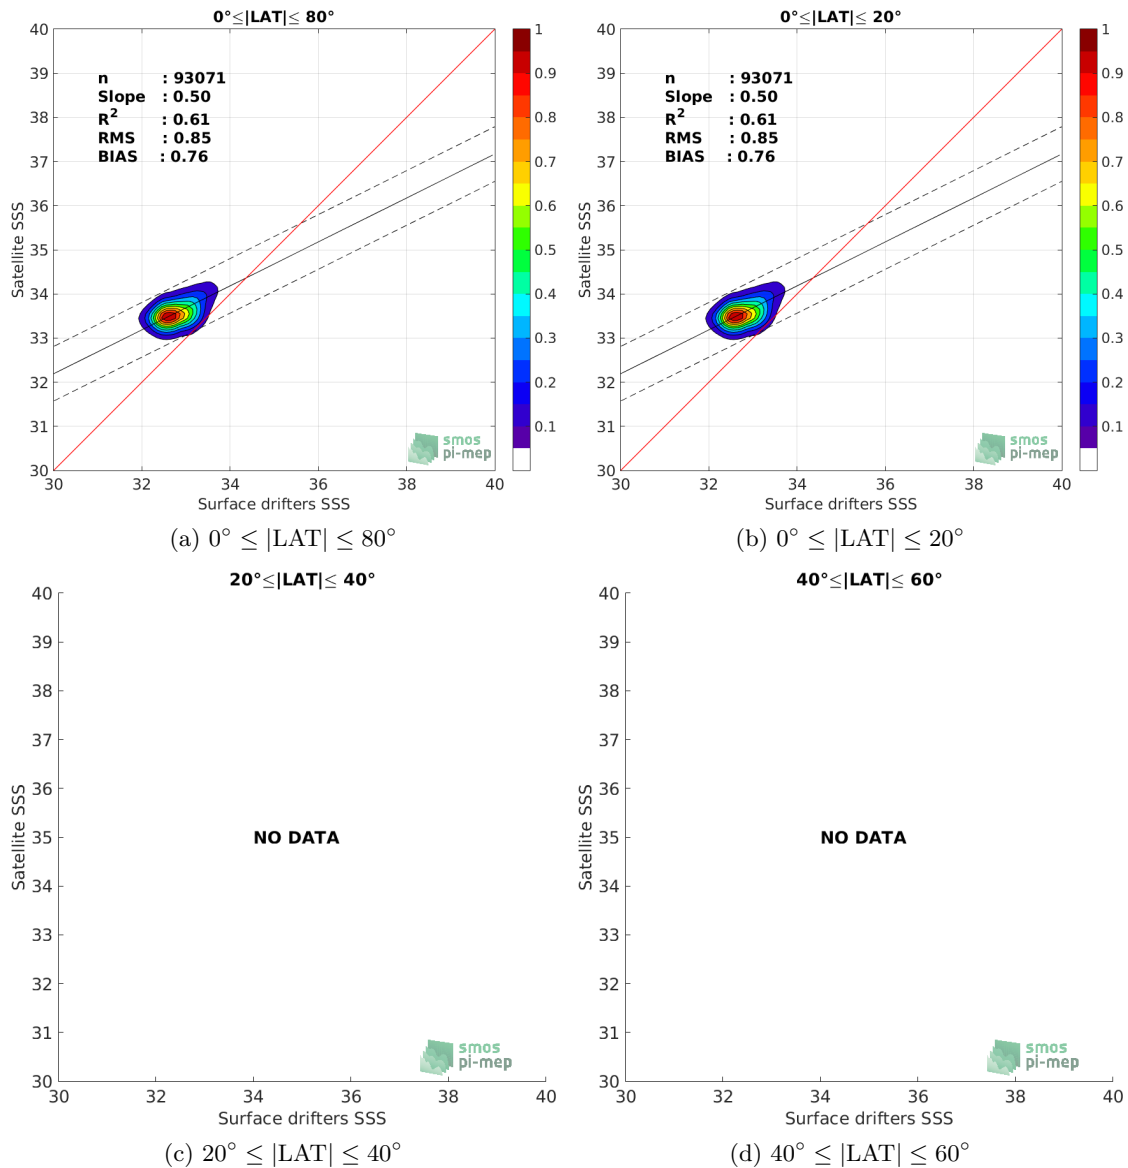 0°≤|LAT|≤ 80°
40
39
38
37
36
35
34
33
32
31
30
Satellite SSS
n : 93071
Slope : 0.50
R² : 0.61
RMS : 0.85
BIAS : 0.76
1
0.9
0.8
0.7
0.6
0.5
0.4
0.3
0.2
0.1
smos
pi-mep
30 32 34 36 38 40
Surface drifters SSS
(a) 0° ≤ |LAT| ≤ 80°
0°≤|LAT|≤ 20°
40
39
38
37
36
35
34
33
32
31
30
Satellite SSS
n : 93071
Slope : 0.50
R² : 0.61
RMS : 0.85
BIAS : 0.76
1
0.9
0.8
0.7
0.6
0.5
0.4
0.3
0.2
0.1
smos
pi-mep
30 32 34 36 38 40
Surface drifters SSS
(b) 0° ≤ |LAT| ≤ 20°
20°≤|LAT|≤ 40°
40
39
38
37
36
35
34
33
32
31
30
Satellite SSS
NO DATA
smos
pi-mep
30 32 34 36 38 40
Surface drifters SSS
(c) 20° ≤ |LAT| ≤ 40°
40°≤|LAT|≤ 60°
40
39
38
37
36
35
34
33
32
31
30
Satellite SSS
NO DATA
smos
pi-mep
30 32 34 36 38 40
Surface drifters SSS
(d) 40° ≤ |LAT| ≤ 60°